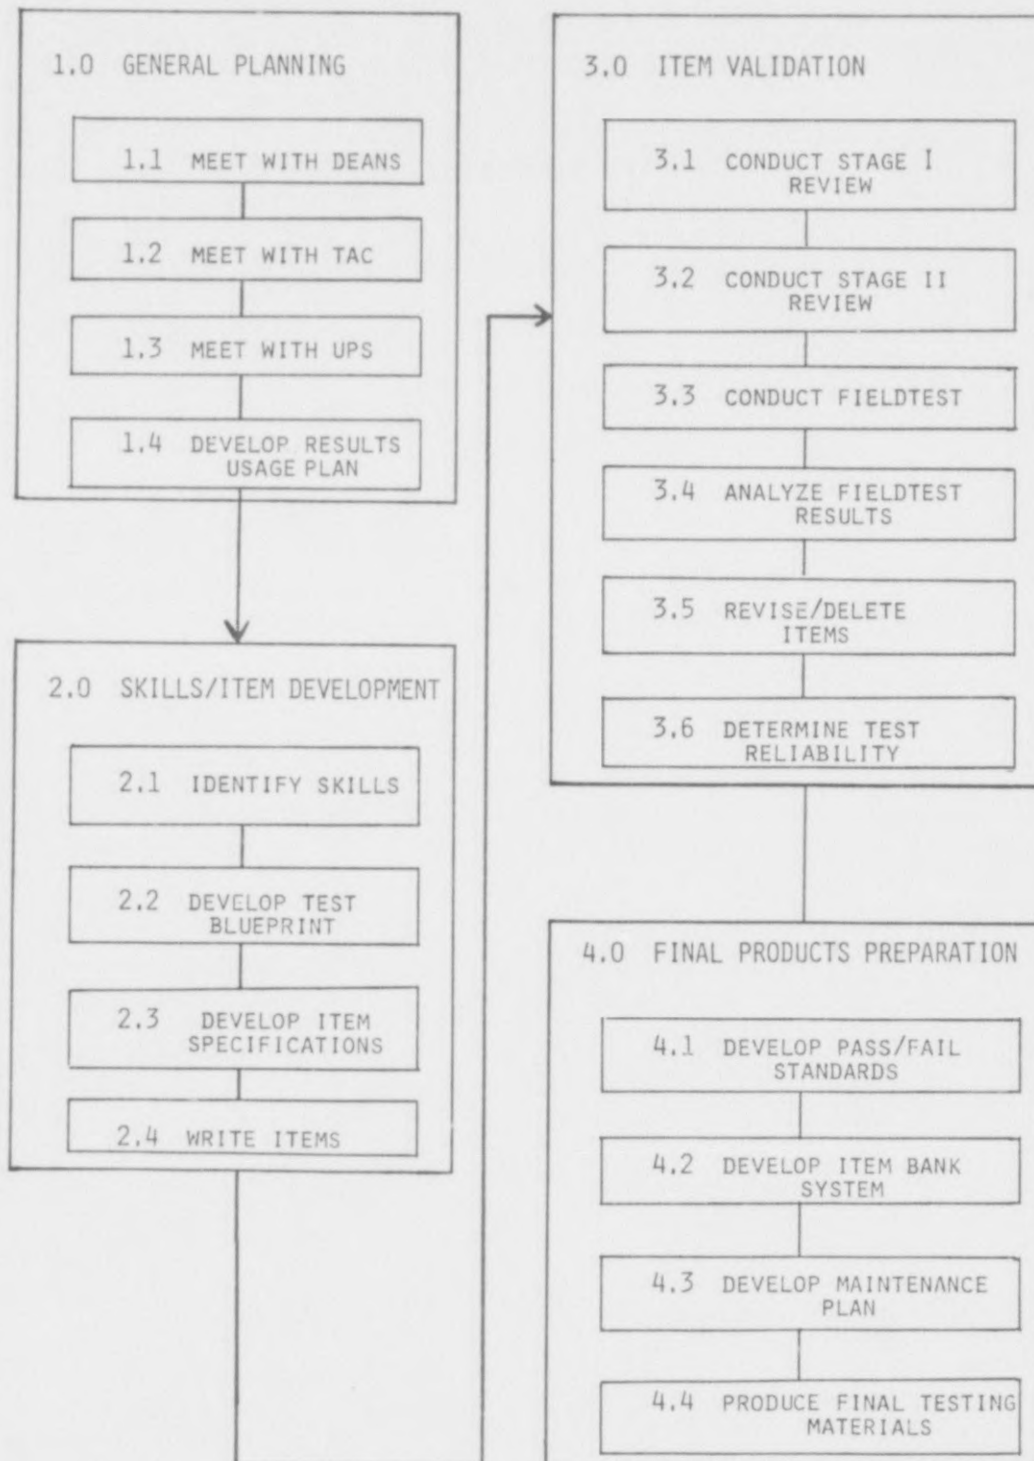 1.0 GENERAL PLANNING
1.1 MEET WITH DEANS
1.2 MEET WITH TAC
1.3 MEET WITH UPS
1.4 DEVELOP RESULTS
USAGE PLAN
2.0 SKILLS/ITEM DEVELOPMENT
2.1 IDENTIFY SKILLS
2.2 DEVELOP TEST
BLUEPRINT
2.3 DEVELOP ITEM
SPECIFICATIONS
2.4 WRITE ITEMS
3.0 ITEM VALIDATION
3.1 CONDUCT STAGE I
REVIEW
3.2 CONDUCT STAGE II
REVIEW
3.3 CONDUCT FIELDTEST
3.4 ANALYZE FIELDTEST
RESULTS
3.5 REVISE/DELETE
ITEMS
3.6 DETERMINE TEST
RELIABILITY
4.0 FINAL PRODUCTS PREPARATION
4.1 DEVELOP PASS/FAIL
STANDARDS
4.2 DEVELOP ITEM BANK
SYSTEM
4.3 DEVELOP MAINTENANCE
PLAN
4.4 PRODUCE FINAL TESTING
MATERIALS